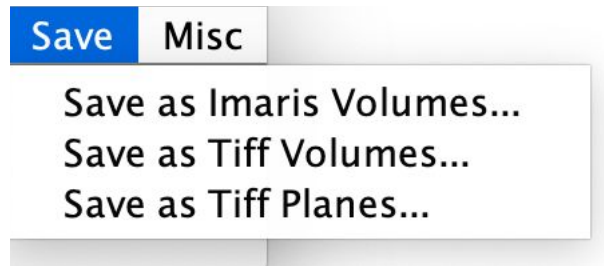 Save Misc
Save as Imaris Volumes...
Save as Tiff Volumes...
Save as Tiff Planes...